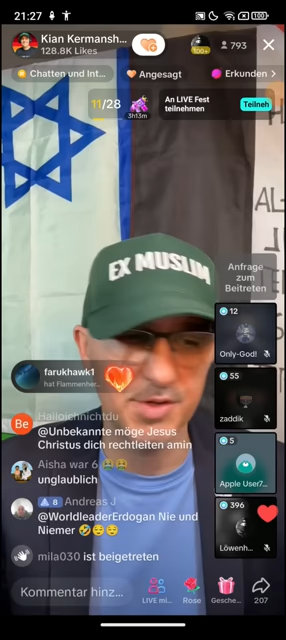 21:27
100
Kian Kermansh...
128.8K Likes
100+
793
Chatten und Int...
Angesagt
Erkunden
11/28
3h13m
An LIVE Fest
teilnehmen
Teilneh
EX MUSLIM
Anfrage
zum
Beitreten
12
Only-God!
55
zaddik
5
Apple User7...
396
Löwenh...
farukhawk1
hat Flammenher...
Be
Halloichnichtdu
@Unbekannte möge Jesus
Christus dich rechtleiten amin
Aisha war 6
unglaublich
8 Andreas J
@WorldleaderErdogan Nie und
Niemer 🤣😌😌
mila030 ist beigetreten
Kommentar hinz...
LIVE mi...
Rose
Gesche...
207